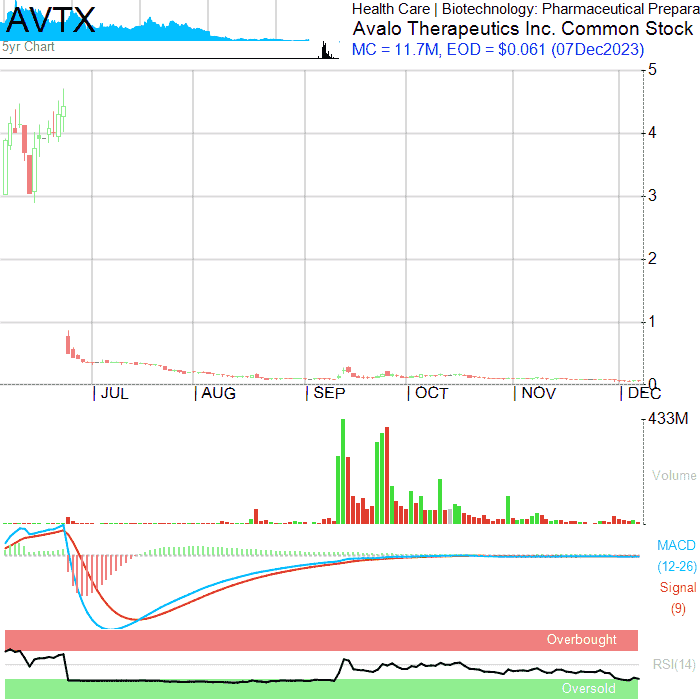 AVTX
5yr Chart
Health Care | Biotechnology: Pharmaceutical Prepara
Avalo Therapeutics Inc. Common Stock
MC = 11.7M, EOD = $0.061 (07Dec2023)
5
4
3
2
1
0
JUL
AUG
SEP
OCT
NOV
DEC
433M
Volume
MACD
(12-26)
Signal
(9)
Overbought
RSI(14)
Oversold